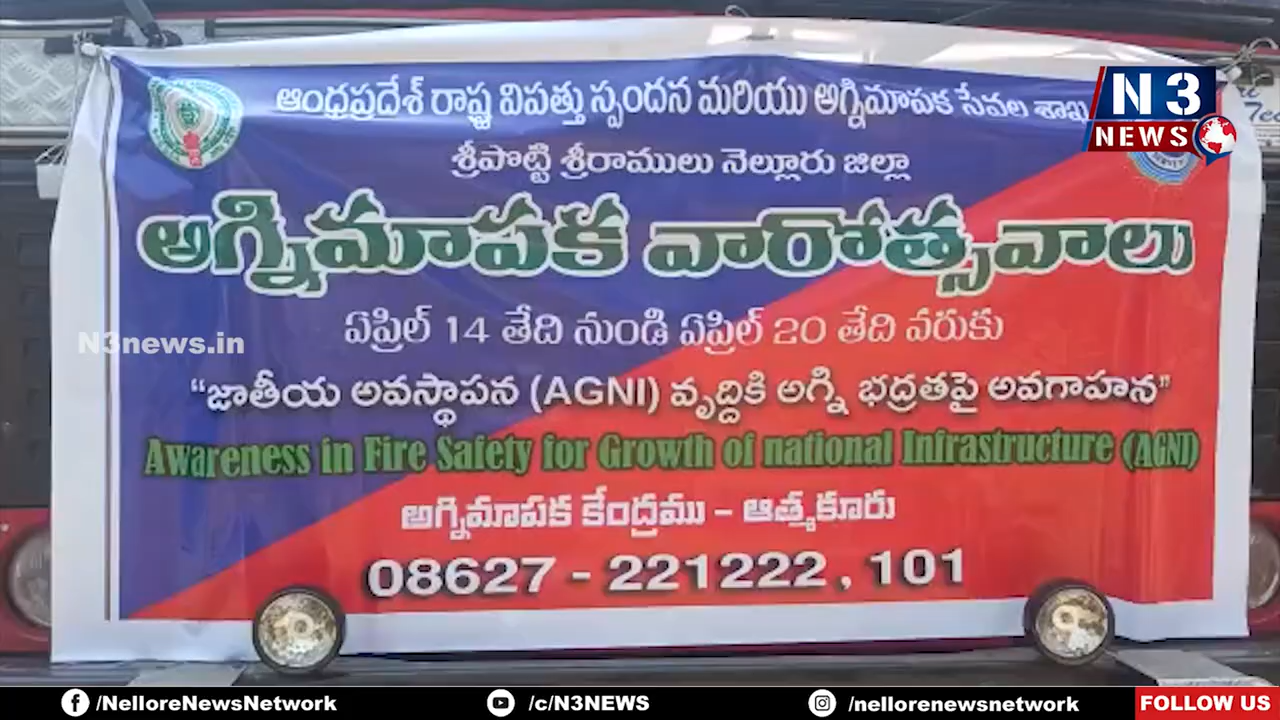 ఆంధ్రప్రదేశ్ రాష్ట్ర విపత్తు స్పందన మరియు అగ్నిమాపక సేవల శాఖ
N3
NEWS
శ్రీపొట్టి శ్రీరాములు నెల్లూరు జిల్లా
అగ్నిమాపక వారోత్సవాలు
ఏప్రిల్ 14 తేది నుండి ఏప్రిల్ 20 తేది వరుకు
N3news.in
“జాతీయ అవస్థాపన (AGNI) వృద్దికి అగ్ని భద్రతపై అవగాహన”
Awareness in Fire Safety for Growth of national Infrastructure (AGNI)
అగ్నిమాపక కేంద్రము – ఆత్మకూరు
08627 - 221222 , 101
/NelloreNewsNetwork
/c/N3NEWS
/nellorenewsnetwork
FOLLOW US